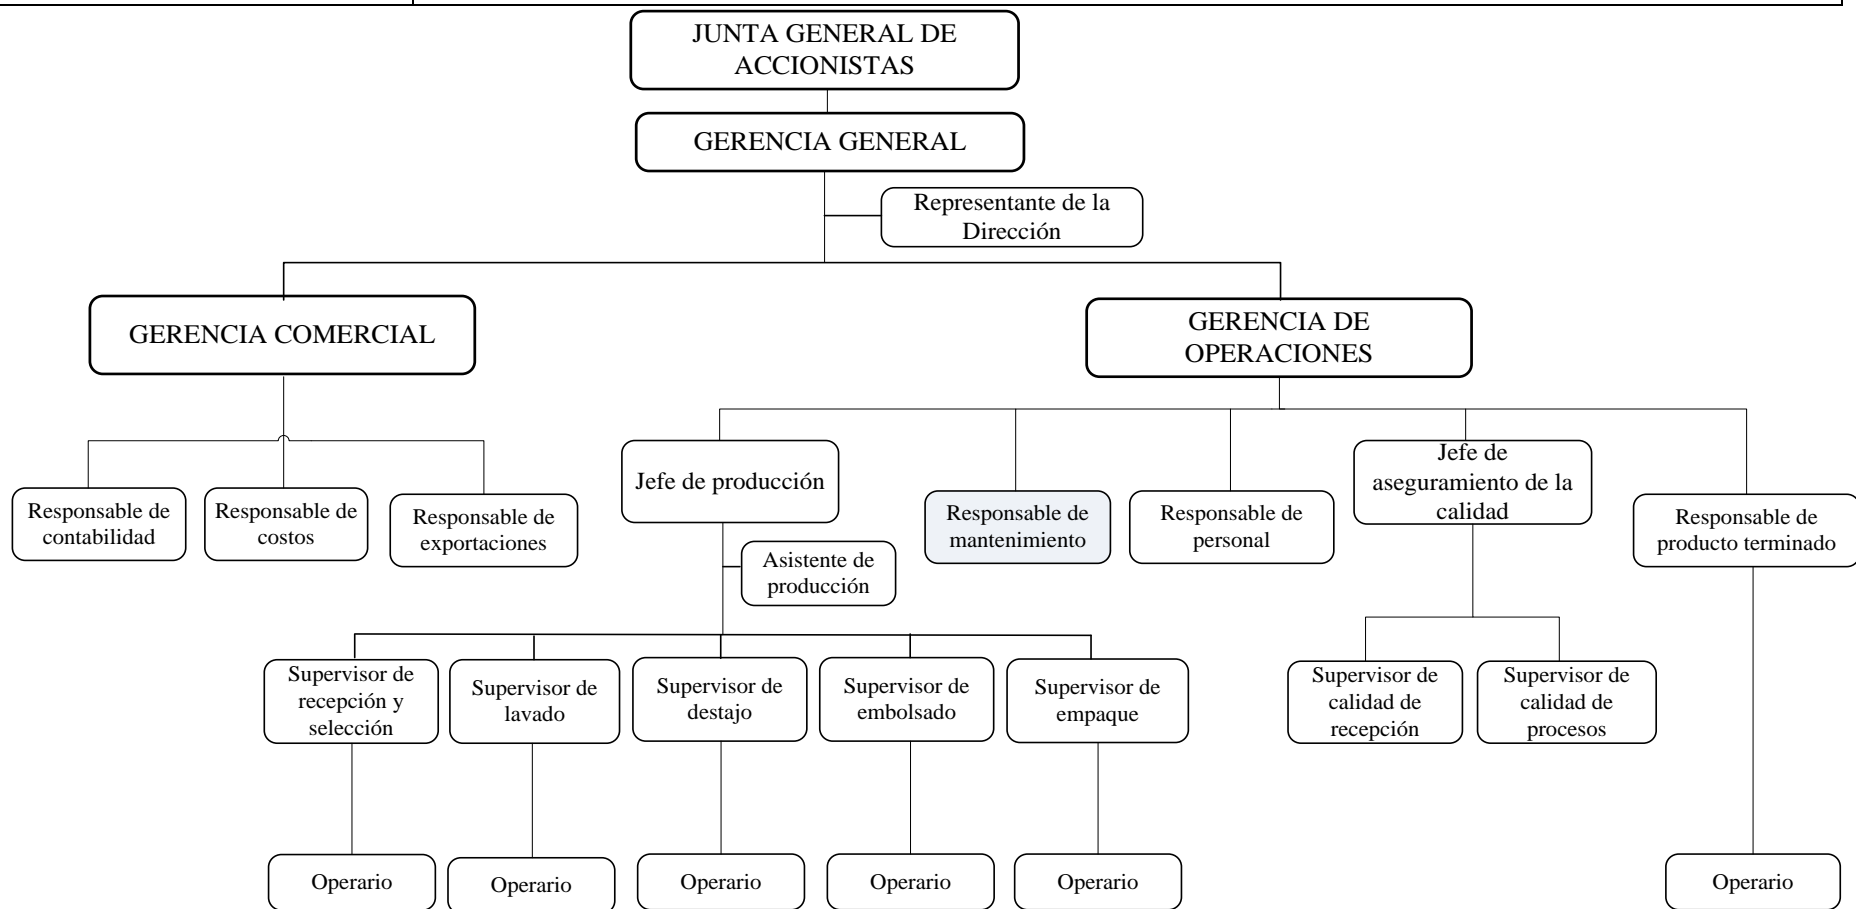 JUNTA GENERAL DE
ACCIONISTAS
GERENCIA GENERAL
Representante de la
Dirección
GERENCIA COMERCIAL
GERENCIA DE
OPERACIONES
Responsable de
contabilidad
Responsable de
costos
Responsable de
exportaciones
Jefe de producción
Asistente de
producción
Responsable de
mantenimiento
Responsable de
personal
Jefe de
aseguramiento de la
calidad
Responsable de
producto terminado
Supervisor de
recepción y
selección
Supervisor de
lavado
Supervisor de
destajo
Supervisor de
embolsado
Supervisor de
empaque
Supervisor de
calidad de
recepción
Supervisor de
calidad de
procesos
Operario
Operario
Operario
Operario
Operario
Operario